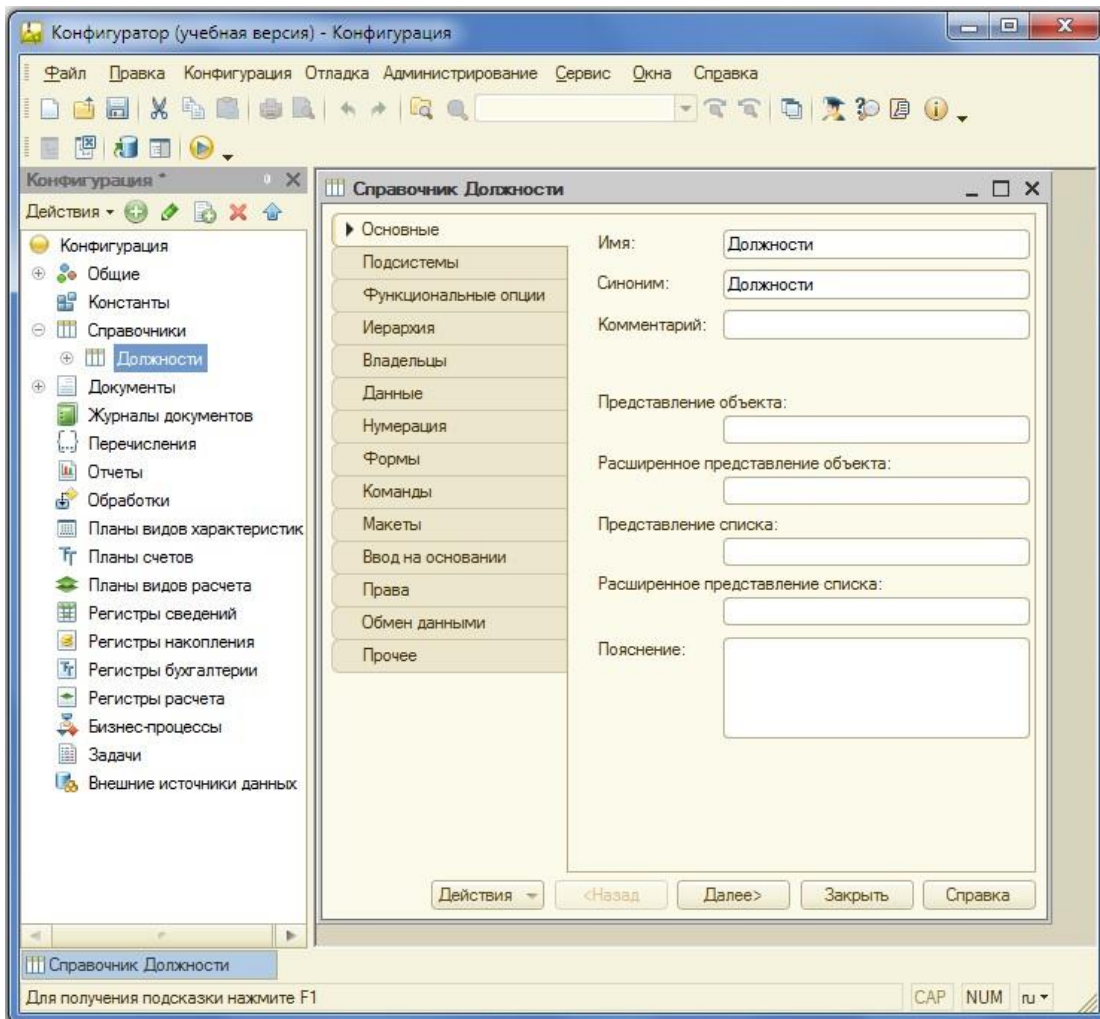 Конфигуратор (учебная версия) - Конфигурация
Файл Правка Конфигурация Отладка Администрирование Сервис Окна Справка
Конфигурация *
Действия
Конфигурация
Общие
Константы
Справочники
Должности
Документы
Журналы документов
Перечисления
Отчеты
Обработки
Планы видов характеристик
Планы счетов
Планы видов расчета
Регистры сведений
Регистры накопления
Регистры бухгалтерии
Регистры расчета
Бизнес-процессы
Задачи
Внешние источники данных
Справочник Должности
Основные
Подсистемы
Функциональные опции
Иерархия
Владельцы
Данные
Нумерация
Формы
Команды
Макеты
Ввод на основании
Права
Обмен данными
Прочее
Имя: Должности
Синоним: Должности
Комментарий:
Представление объекта:
Расширенное представление объекта:
Представление списка:
Расширенное представление списка:
Пояснение:
Действия <Назад Далее> Закрыть Справка
Справочник Должности
Для получения подсказки нажмите F1 CAP NUM ru